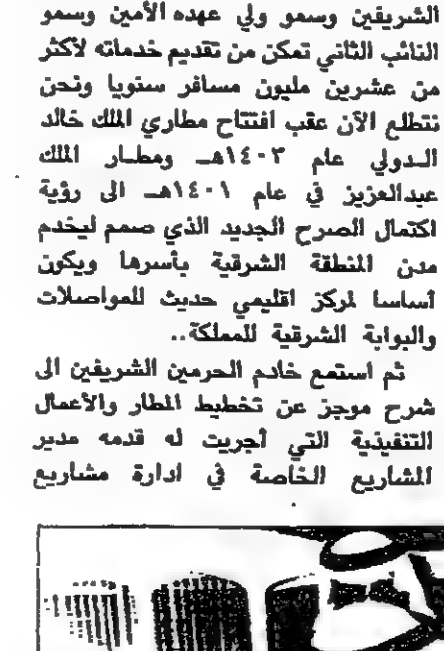 الشريفين وسمو ولي عهده الأمين وسمو
النائب الثاني تمكن من تقديم خدماته لأكثر
من عشرين مليون مسافر سنويا ونحن
نتطلع الآن عقب افتتاح مطاري الملك خالد
الـدولي عام ١٤٠٣هـ ومطـار الملك
عبدالعزيز في عام ١٤٠١هـ الى رؤية
اكتمال الصرح الجديد الذي صمم ليخدم
مدن المنطقة الشرقية بأسرها ويكون
أساسا لمركز اقليمي حديث للمواصلات
والبوابة الشرقية للمملكة..
ثم استمع خادم الحرمين الشريفين الى
شرح موجز عن تخطيط المطار والأعمال
التنفيذية التي أجريت له قدمه مدير
المشاريع الخاصة في ادارة مشاريع